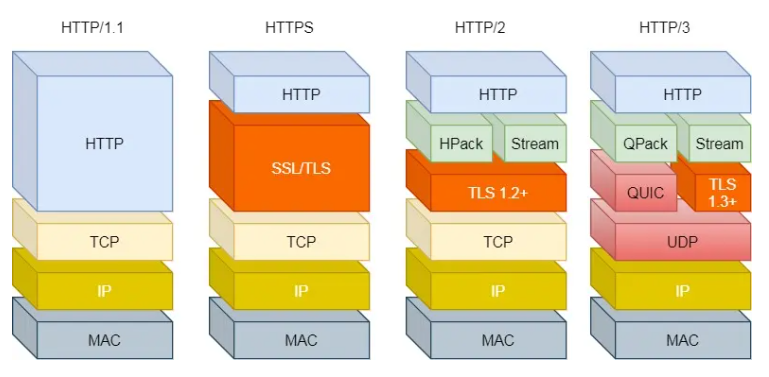 HTTP/1.1
HTTPS
HTTP/2
HTTP/3
HTTP
HTTP
HTTP
HTTP
SSL/TLS
HPack
Stream
QPack
Stream
TLS 1.2+
QUIC
TLS
1.3+
TCP
TCP
TCP
UDP
IP
IP
IP
IP
MAC
MAC
MAC
MAC